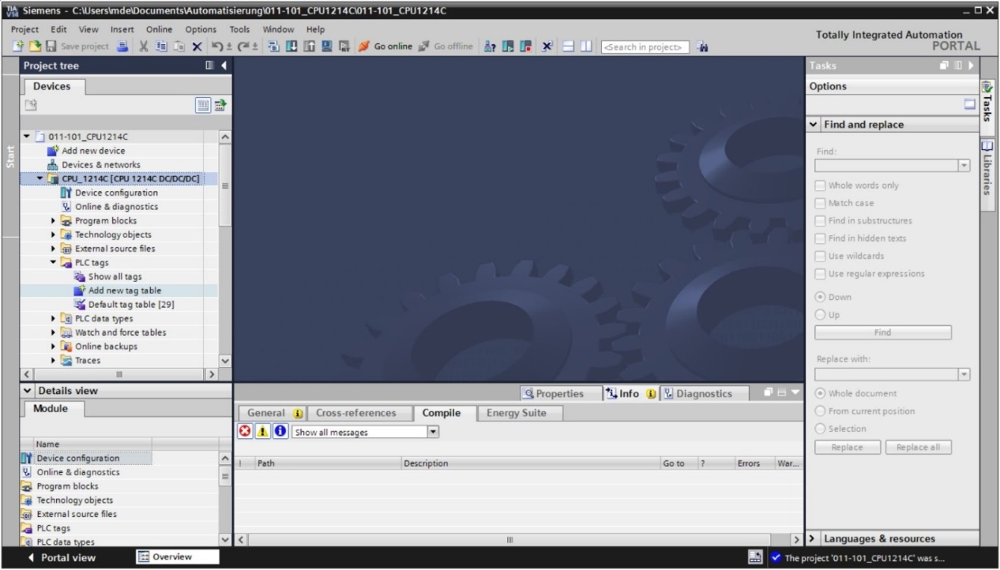 TIA V14 Siemens - C:\Users\mde\Documents\Automatisierung\011-101_CPU1214C\011-101_CPU1214C
Project Edit View Insert Online Options Tools Window Help
Totally Integrated Automation
PORTAL
Save project Go online Go offline <Search in project>
Start
Project tree
Devices
011-101_CPU1214C
Add new device
Devices & networks
CPU_1214C [CPU 1214C DC/DC/DC]
Device configuration
Online & diagnostics
Program blocks
Technology objects
External source files
PLC tags
Show all tags
Add new tag table
Default tag table [29]
PLC data types
Watch and force tables
Online backups
Traces
Details view
Module
Name
Device configuration
Online & diagnostics
Program blocks
Technology objects
External source files
PLC tags
PLC data types
Properties Info Diagnostics
General Cross-references Compile Energy Suite
Show all messages
! Path Description Go to ? Errors War...
Tasks
Options
Find and replace
Find:
Whole words only
Match case
Find in substructures
Find in hidden texts
Use wildcards
Use regular expressions
Down
Up
Find
Replace with:
Whole document
From current position
Selection
Replace Replace all
Languages & resources
Tasks
Libraries
Portal view Overview The project '011-101_CPU1214C' was s...